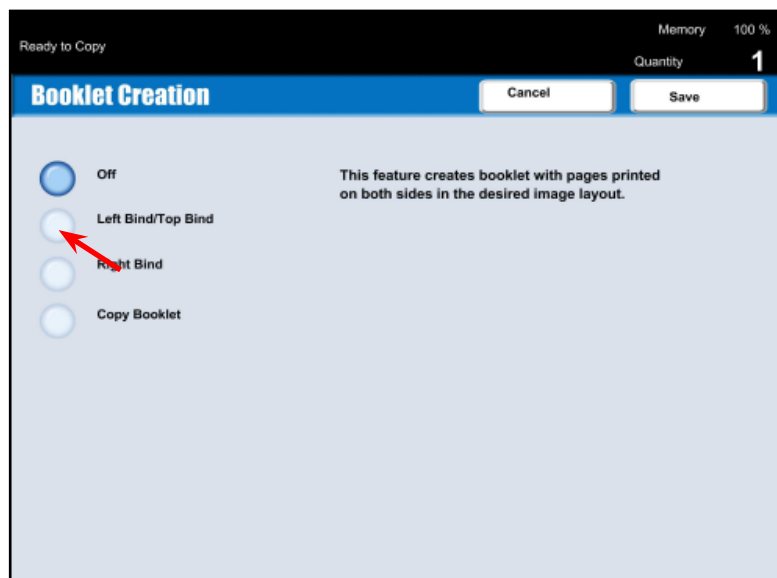 Memory 100 %
Ready to Copy
Quantity 1
Booklet Creation
Cancel
Save
Off
This feature creates booklet with pages printed
on both sides in the desired image layout.
Left Bind/Top Bind
Right Bind
Copy Booklet